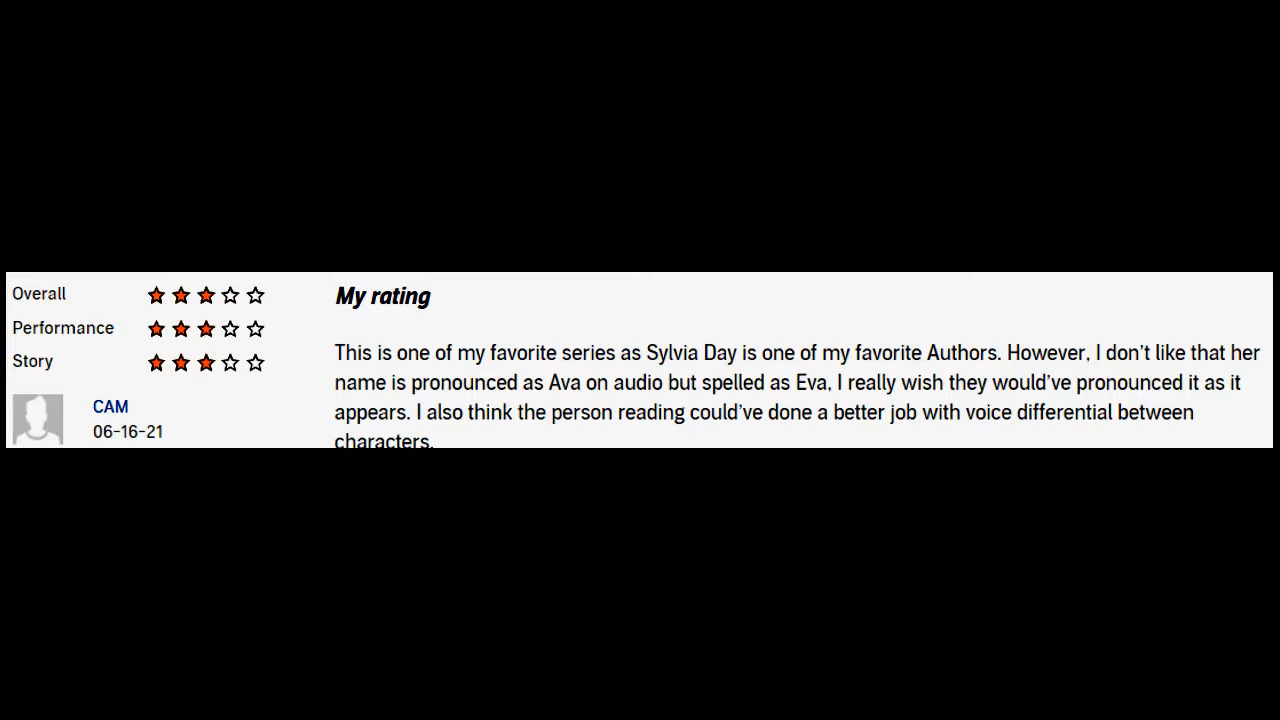 Overall
Performance
Story
CAM
06-16-21
My rating
This is one of my favorite series as Sylvia Day is one of my favorite Authors. However, I don't like that her
name is pronounced as Ava on audio but spelled as Eva, I really wish they would've pronounced it as it
appears. I also think the person reading could've done a better job with voice differential between
characters.